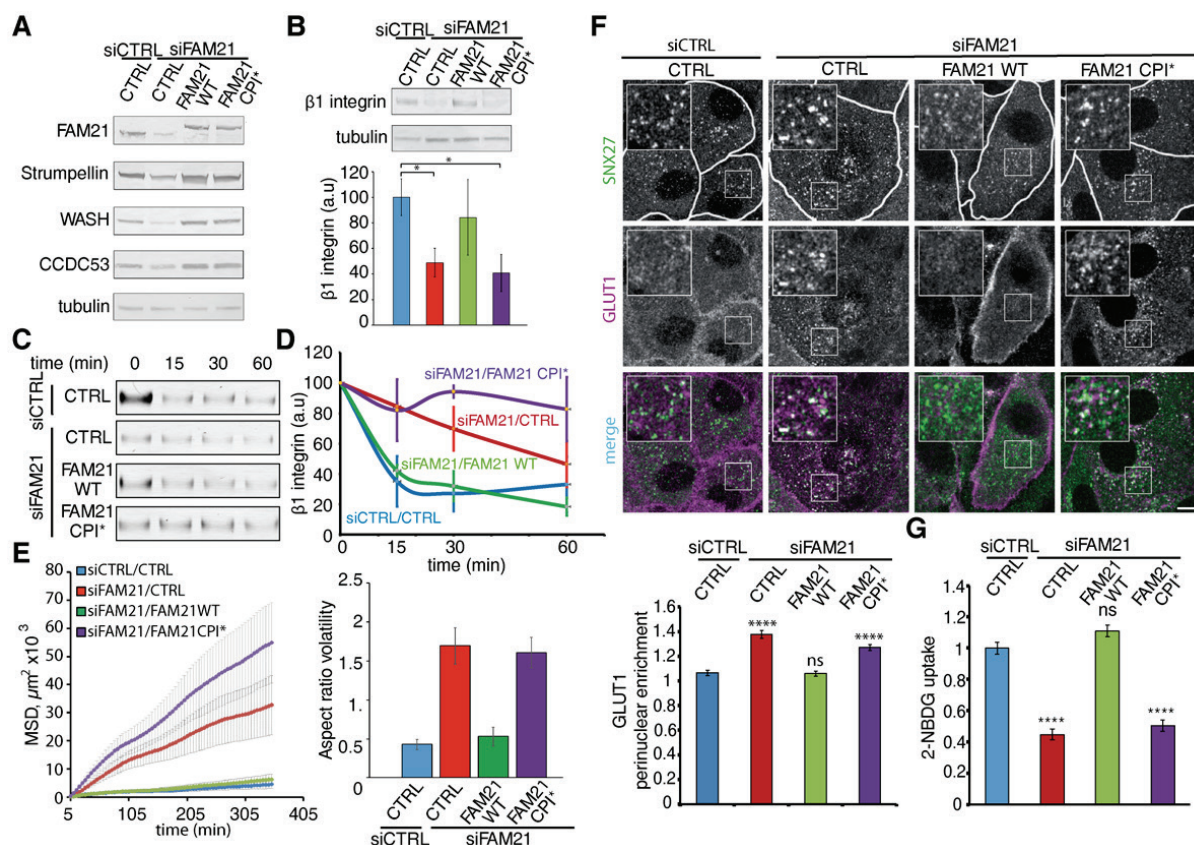 A
siCTRL siFAM21
CTRL
CTRL
FAM21 WT
FAM21 CPI*
FAM21
Strumpellin
WASH
CCDC53
tubulin
B
siCTRL siFAM21
CTRL
CTRL
FAM21 WT
FAM21 CPI*
β1 integrin
tubulin
* *
β1 integrin (a.u)
120
100
80
60
40
20
0
C
time (min) 0 15 30 60
siCTRL
CTRL
siFAM21
CTRL
FAM21 WT
FAM21 CPI*
D
β1 integrin (a.u)
120
100
80
60
40
20
0
siFAM21/FAM21 CPI*
siFAM21/CTRL
siFAM21/FAM21 WT
siCTRL/CTRL
0 15 30 60
time (min)
E
MSD, µm² x10³
80
70
60
50
40
30
20
10
0
siCTRL/CTRL
siFAM21/CTRL
siFAM21/FAM21WT
siFAM21/FAM21CPI*
5 105 205 305 405
time (min)
Aspect ratio volatility
2.5
2.0
1.5
1
0.5
0
CTRL
CTRL
FAM21 WT
FAM21 CPI*
siCTRL siFAM21
F
siCTRL siFAM21
CTRL CTRL FAM21 WT FAM21 CPI*
SNX27
GLUT1
merge
siCTRL siFAM21
CTRL
CTRL
FAM21 WT
FAM21 CPI*
GLUT1
perinuclear enrichment
1.6
1.4
1.2
1
0.8
0.6
0.4
0.2
0
**** ns ****
G
siCTRL siFAM21
CTRL
CTRL
FAM21 WT
FAM21 CPI*
2-NBDG uptake
1.4
1.2
1
0.8
0.6
0.4
0.2
0
**** ns ****